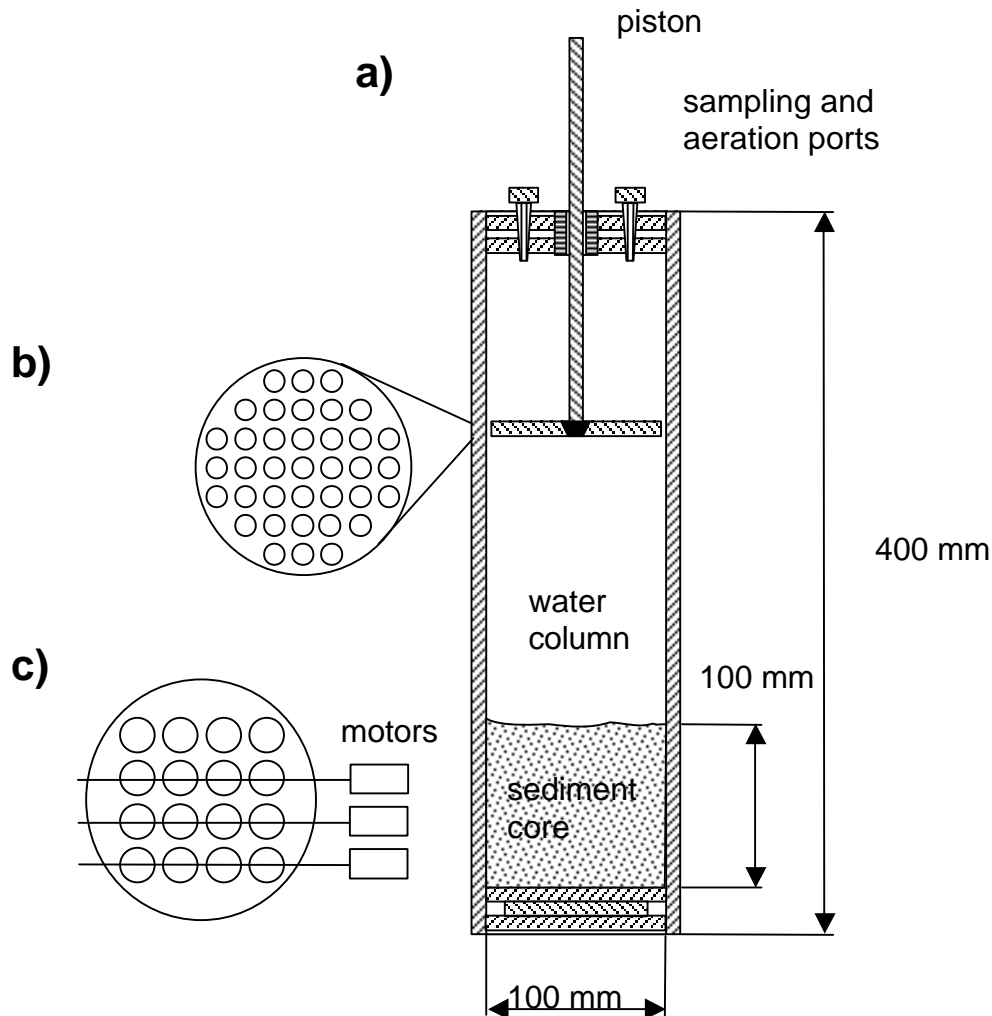 piston
a)
sampling and
aeration ports
b)
400 mm
water
column
c)
100 mm
motors
sediment
core
100 mm